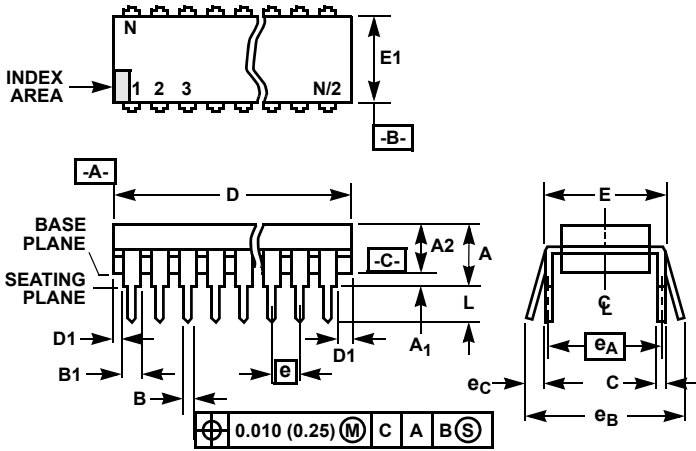 N
E1
INDEX
AREA
1 2 3 N/2
-B-
-A-
D
E
BASE
PLANE
A2
A
-C-
SEATING
PLANE
L
C
L
D1
A1
D1
eA
B1
e
eC
C
B
eB
0.010 (0.25) M C A B S